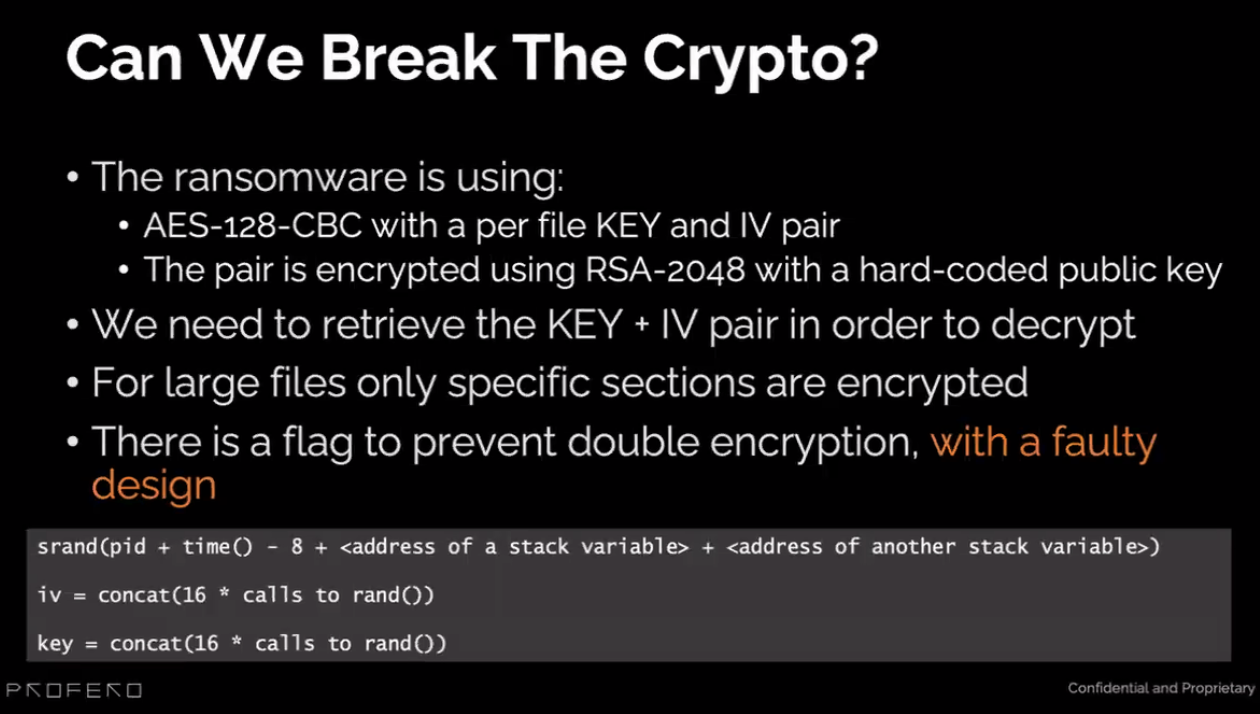 Can We Break The Crypto?
• The ransomware is using:
• AES-128-CBC with a per file KEY and IV pair
• The pair is encrypted using RSA-2048 with a hard-coded public key
• We need to retrieve the KEY + IV pair in order to decrypt
• For large files only specific sections are encrypted
• There is a flag to prevent double encryption, with a faulty
design
srand(pid + time() - 8 + <address of a stack variable> + <address of another stack variable>)
iv = concat(16 * calls to rand())
key = concat(16 * calls to rand())
PROFERO
Confidential and Proprietary